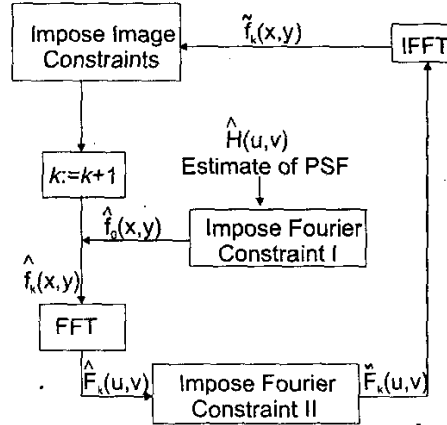 Impose Image
Constraints
f̃ₖ(x,y)
IFFT
Ĥ(u,v)
Estimate of PSF
k:=k+1
f̂₀(x,y)
Impose Fourier
Constraint I
f̂ₖ(x,y)
FFT
F̂ₖ(u,v)
Impose Fourier
Constraint II
F̃ₖ(u,v)